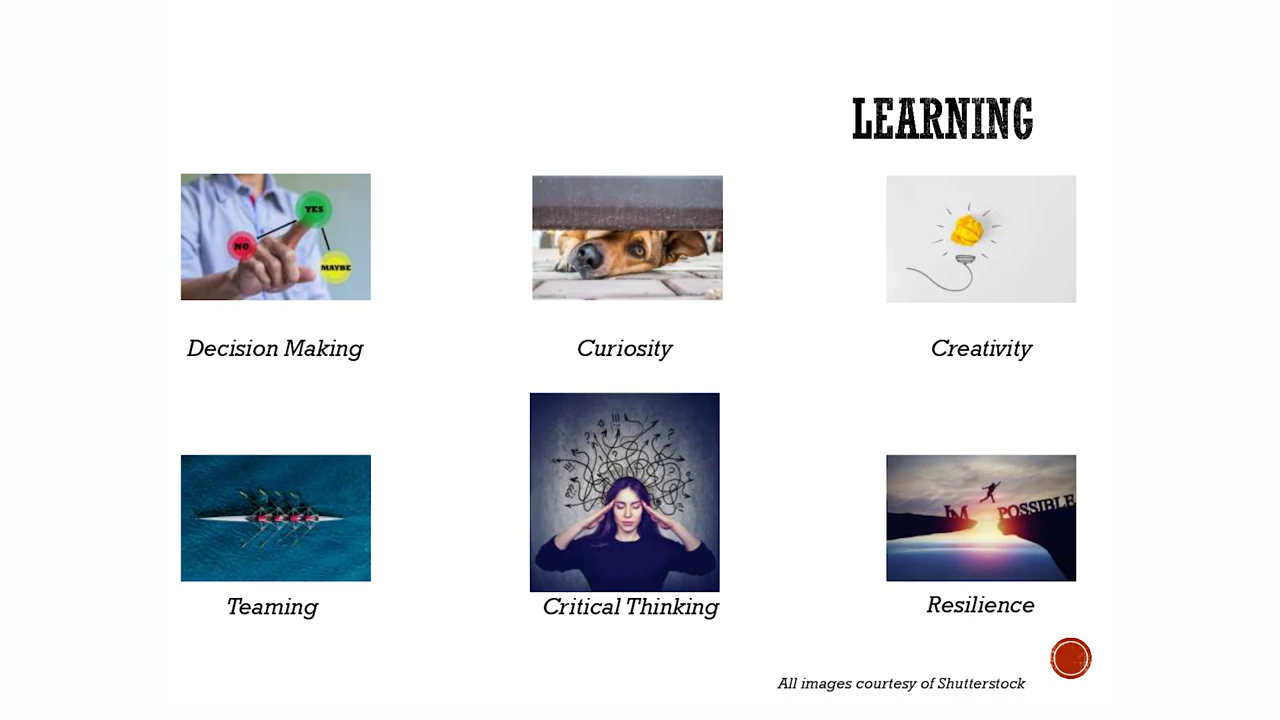 LEARNING
YES
NO
MAYBE
Decision Making
Curiosity
Creativity
IM POSSIBLE
Teaming
Critical Thinking
Resilience
All images courtesy of Shutterstock